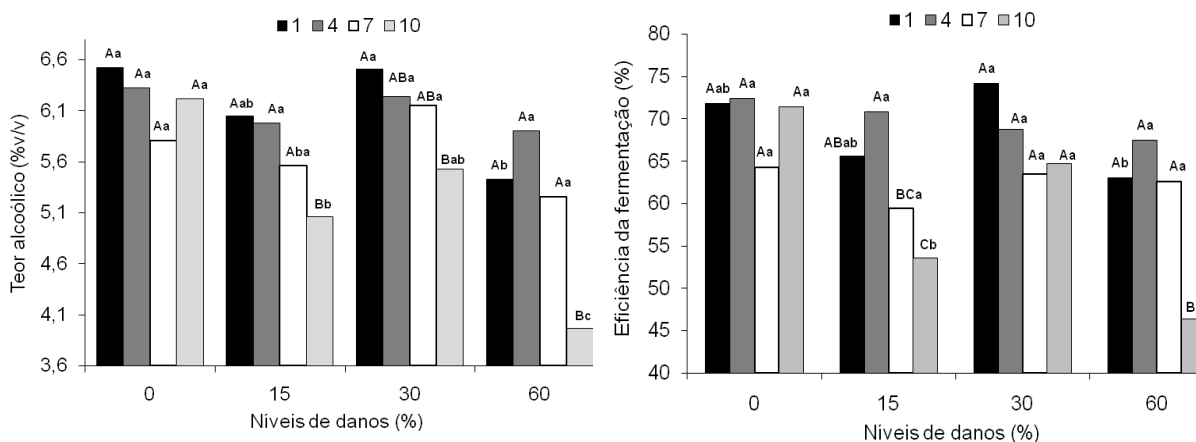 1 4 7 10
Teor alcoólico (%v/v)
6,6
6,1
5,6
5,1
4,6
4,1
3,6
Aa
Aa
Aa
Aa
Aab
Aa
Aba
Bb
Aa
ABa
ABa
Bab
Ab
Aa
Aa
Bc
0 15 30 60
Níveis de danos (%)
1 4 7 10
Eficiência da fermentação (%)
80
75
70
65
60
55
50
45
40
Aab
Aa
Aa
Aa
ABab
Aa
BCa
Cb
Aa
Aa
Aa
Aa
Ab
Aa
Aa
0 15 30 60
Níveis de danos (%)